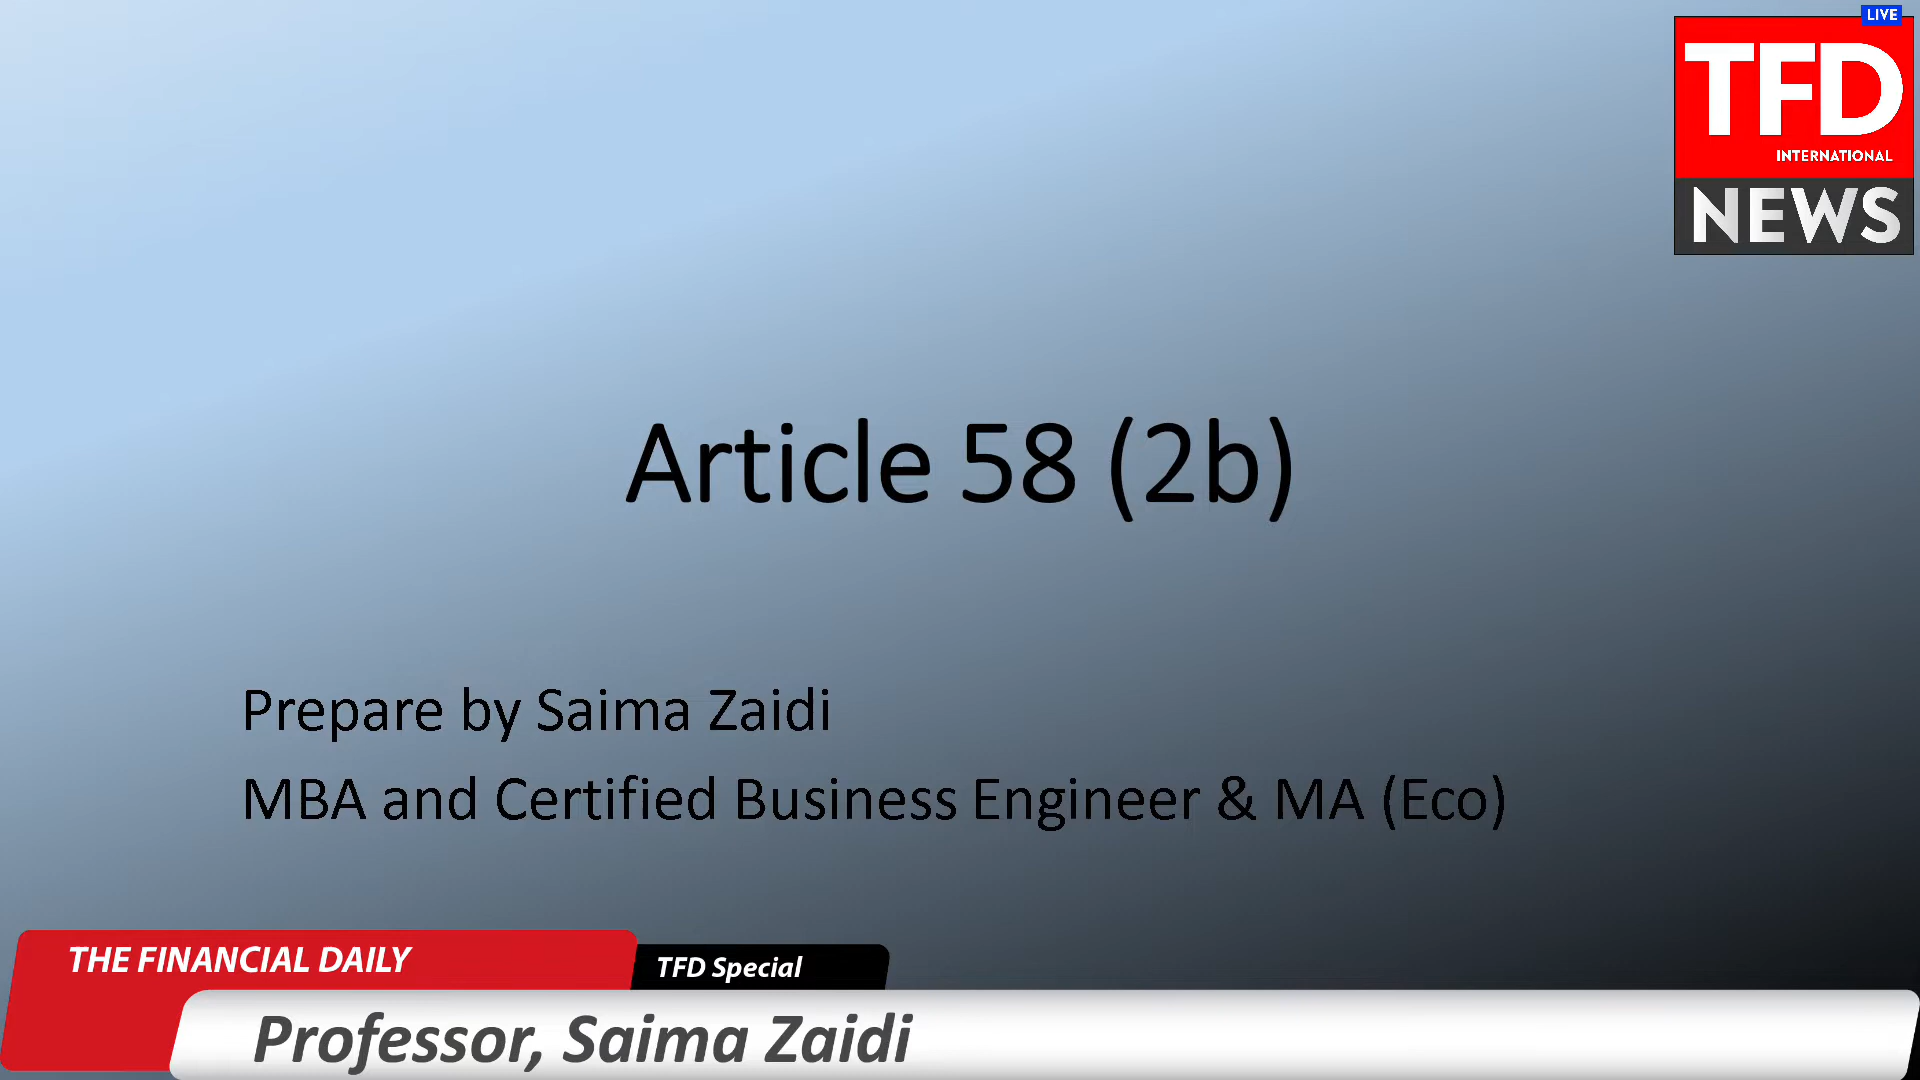 LIVE
TFD
INTERNATIONAL
NEWS
Article 58 (2b)
Prepare by Saima Zaidi
MBA and Certified Business Engineer & MA (Eco)
THE FINANCIAL DAILY
TFD Special
Professor, Saima Zaidi